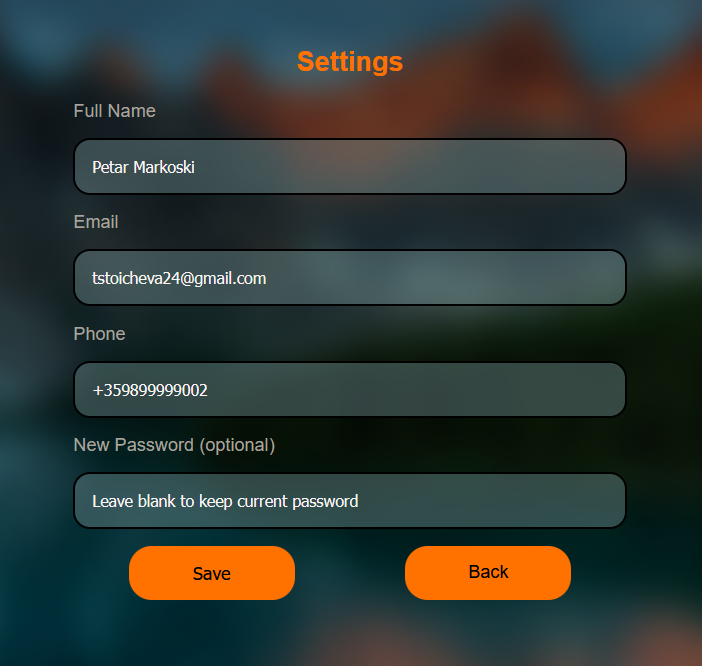 Settings
Full Name
Petar Markoski
Email
tstoicheva24@gmail.com
Phone
+359899999002
New Password (optional)
Leave blank to keep current password
Save
Back